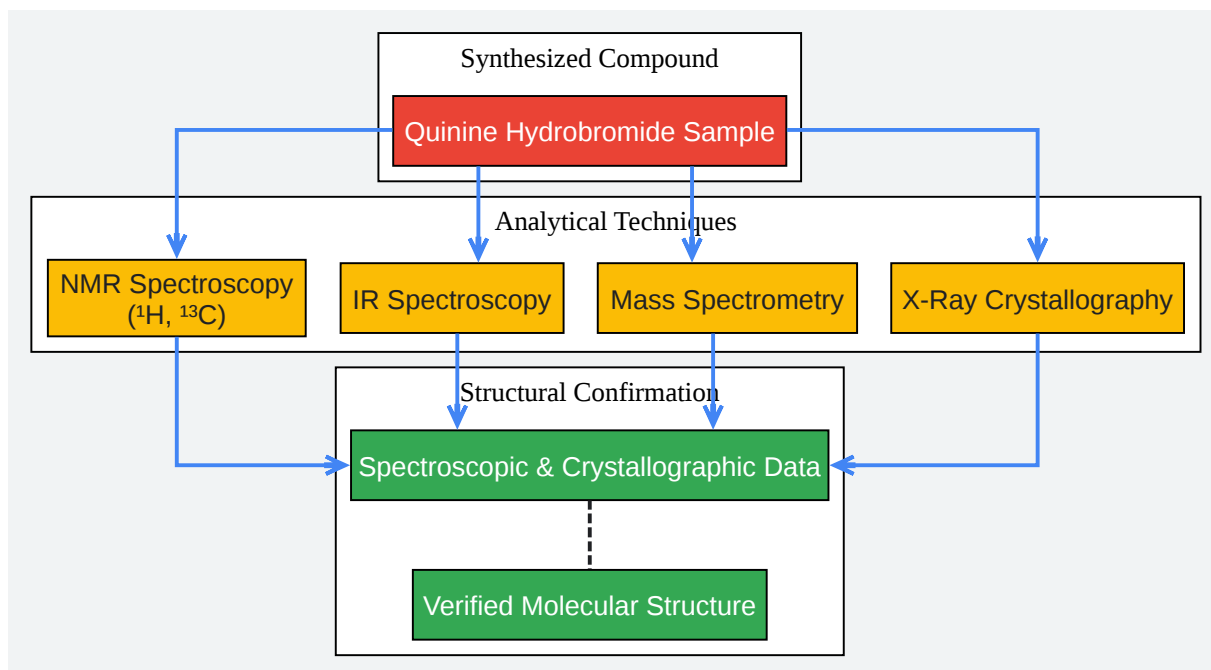 Synthesized Compound
Quinine Hydrobromide Sample
Analytical Techniques
NMR Spectroscopy
(¹H, ¹³C)
IR Spectroscopy
Mass Spectrometry
X-Ray Crystallography
Structural Confirmation
Spectroscopic & Crystallographic Data
Verified Molecular Structure